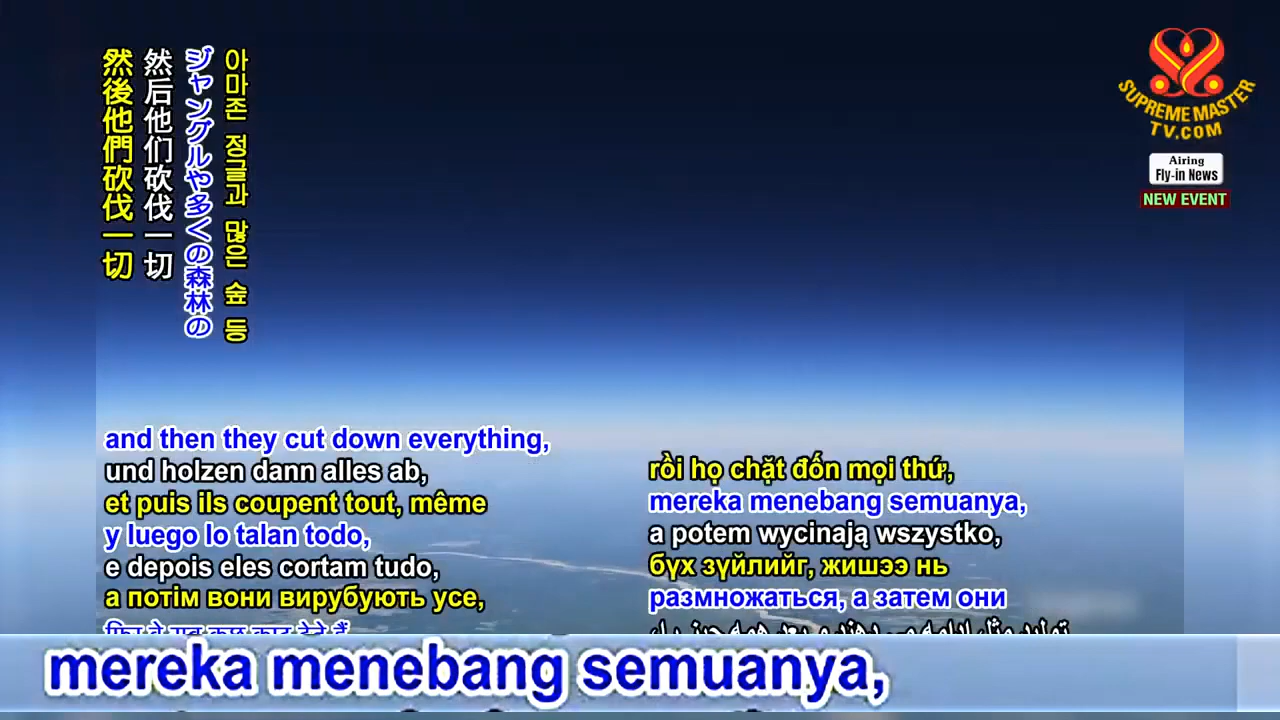 然後他們砍伐一切
然后他们砍伐一切
ジャングルや多くの森林の
아마존 정글과 많은 숲 등
SUPREME MASTER
TV.COM
Airing
Fly-in News
NEW EVENT
and then they cut down everything,
und holzen dann alles ab,
et puis ils coupent tout, même
y luego lo talan todo,
e depois eles cortam tudo,
а потім вони вирубують усе,
फिर वे सब कुछ काट देते हैं
rồi họ chặt đốn mọi thứ,
mereka menebang semuanya,
a potem wycinają wszystko,
бүх зүйлийг, жишээ нь
размножаться, а затем они
mereka menebang semuanya,